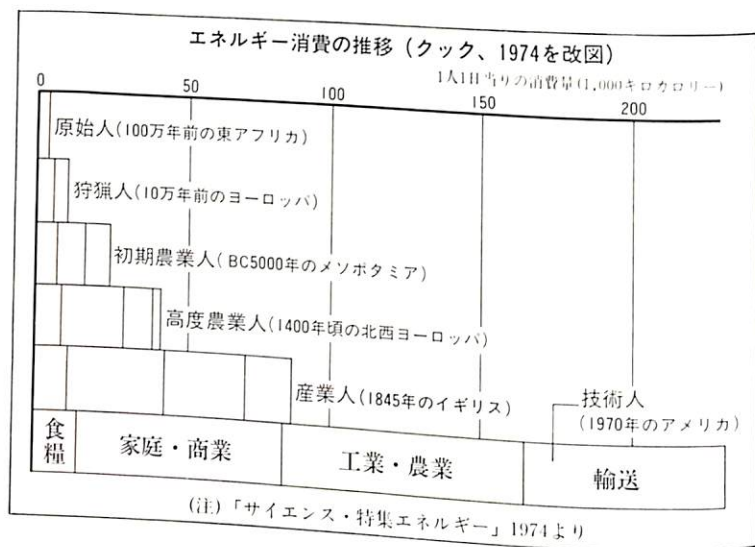 エネルギー消費の推移（クック、1974を改図）
1人1日当りの消費量(1,000キロカロリー)
0 50 100 150 200
原始人(100万年前の東アフリカ)
狩猟人(10万年前のヨーロッパ)
初期農業人(BC5000年のメソポタミア)
高度農業人(1400年頃の北西ヨーロッパ)
産業人(1845年のイギリス)
技術人
(1970年のアメリカ)
食糧 家庭・商業 工業・農業 輸送
(注)「サイエンス・特集エネルギー」1974より